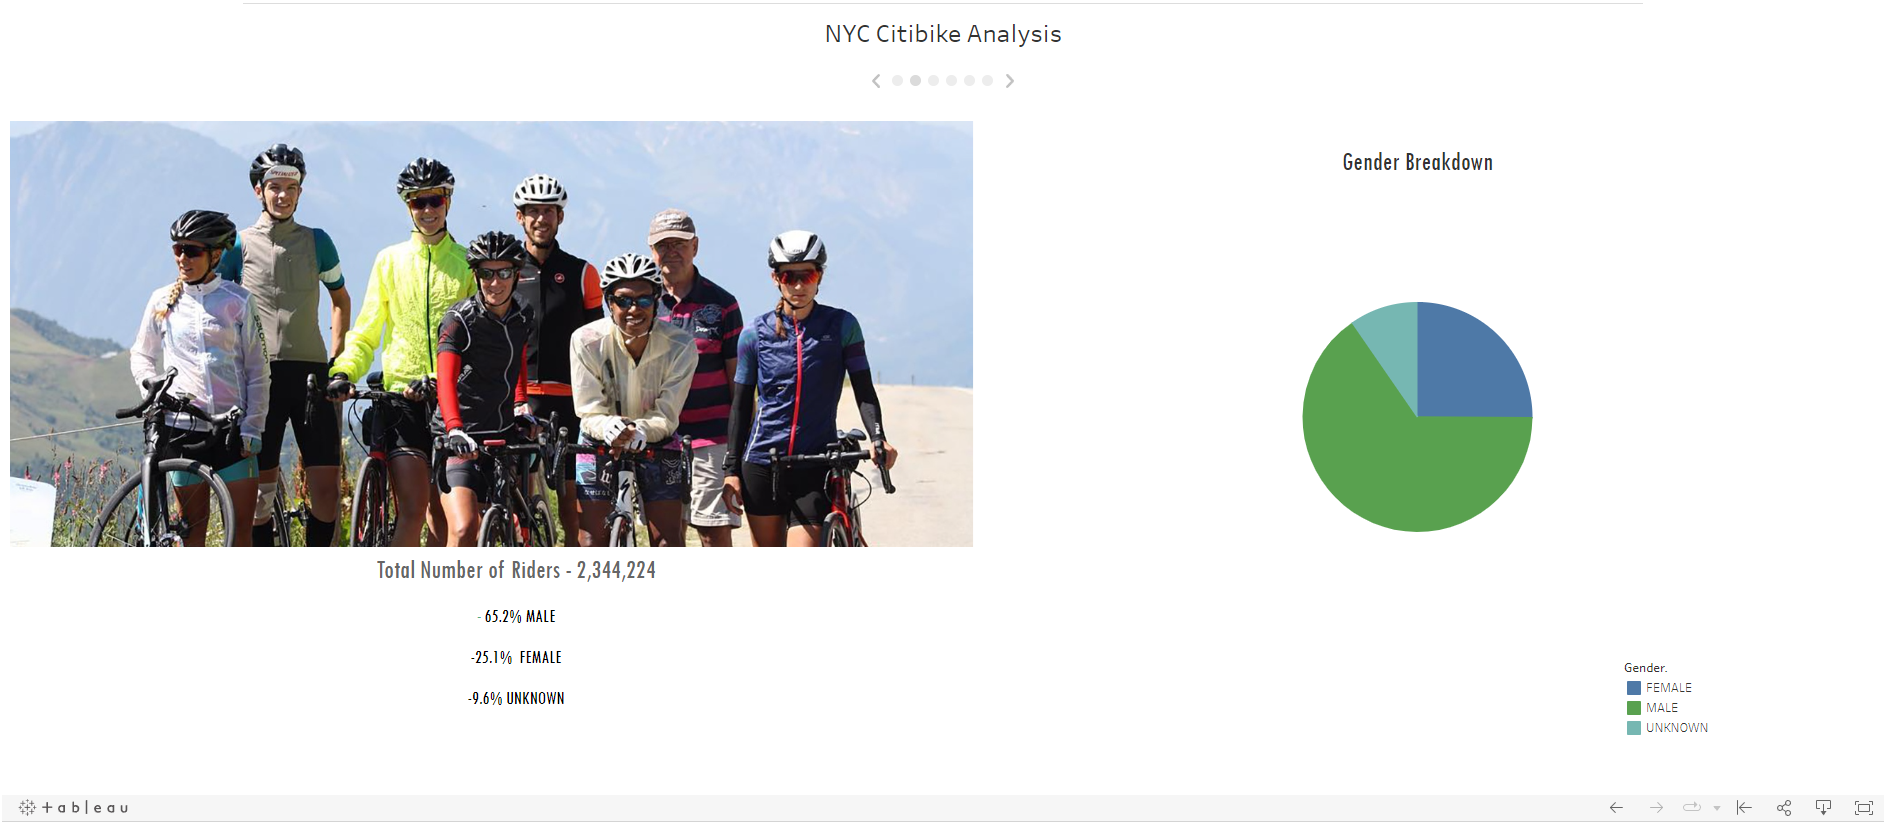 NYC Citibike Analysis
Gender Breakdown
Total Number of Riders - 2,344,224
- 65.2% MALE
-25.1% FEMALE
-9.6% UNKNOWN
Gender.
FEMALE
MALE
UNKNOWN
+ a b | e a u